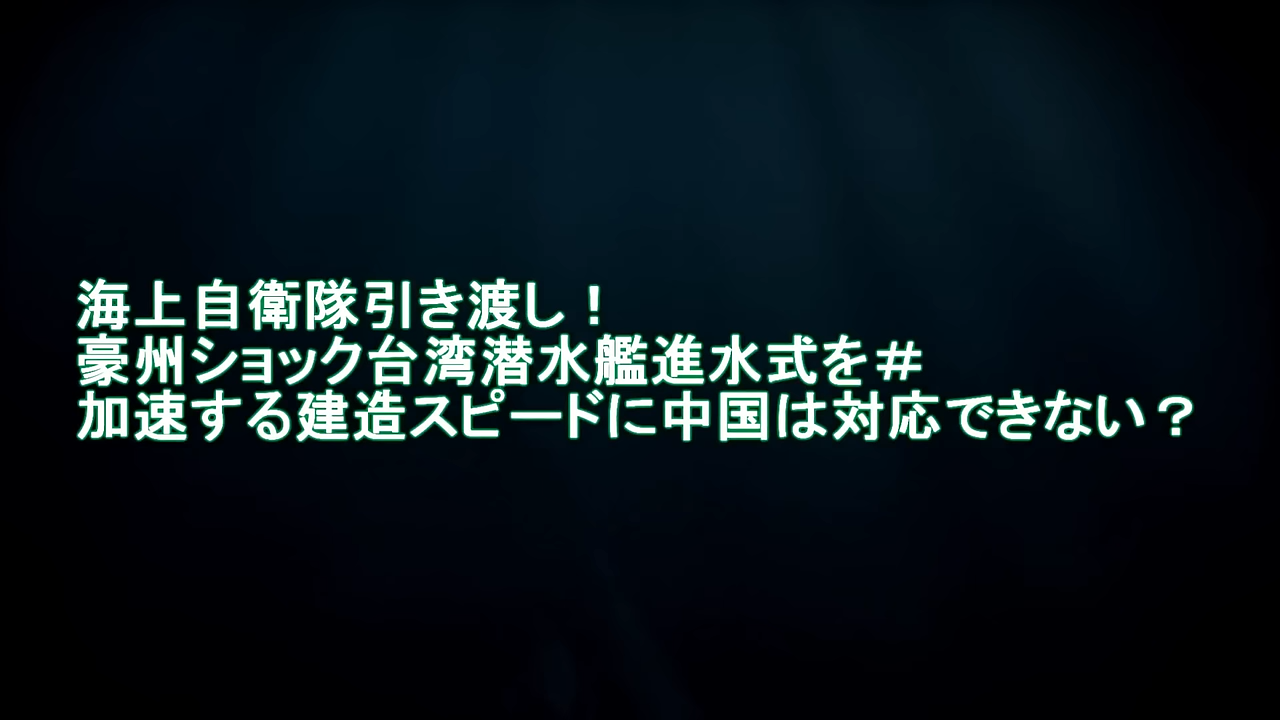 海上自衛隊引き渡し！
豪州ショック台湾潜水艦進水式を＃
加速する建造スピードに中国は対応できない？